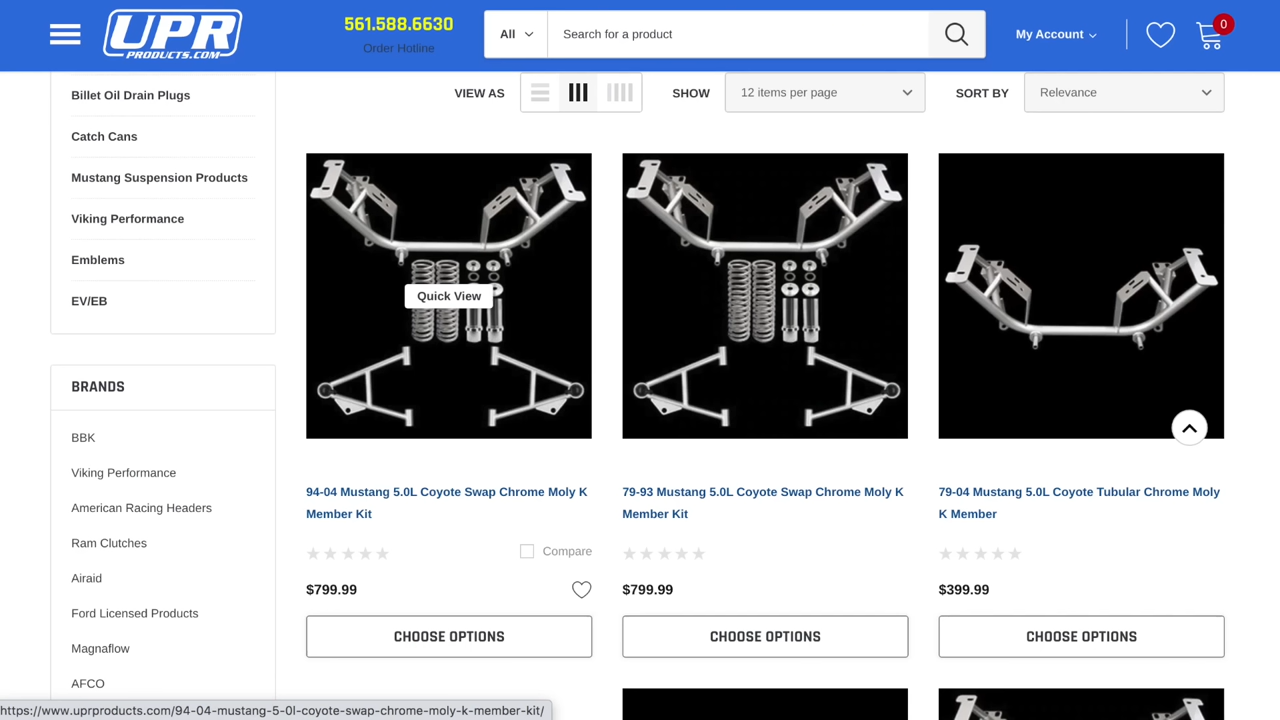 UPR
PRODUCTS.COM
561.588.6630
Order Hotline
All
Search for a product
My Account
0
Billet Oil Drain Plugs
Catch Cans
Mustang Suspension Products
Viking Performance
Emblems
EV/EB
BRANDS
BBK
Viking Performance
American Racing Headers
Ram Clutches
Airaid
Ford Licensed Products
Magnaflow
AFCO
VIEW AS
SHOW
12 items per page
SORT BY
Relevance
Quick View
94-04 Mustang 5.0L Coyote Swap Chrome Moly K
Member Kit
Compare
$799.99
CHOOSE OPTIONS
79-93 Mustang 5.0L Coyote Swap Chrome Moly K
Member Kit
$799.99
CHOOSE OPTIONS
79-04 Mustang 5.0L Coyote Tubular Chrome Moly
K Member
$399.99
CHOOSE OPTIONS
https://www.uprproducts.com/94-04-mustang-5-0l-coyote-swap-chrome-moly-k-member-kit/